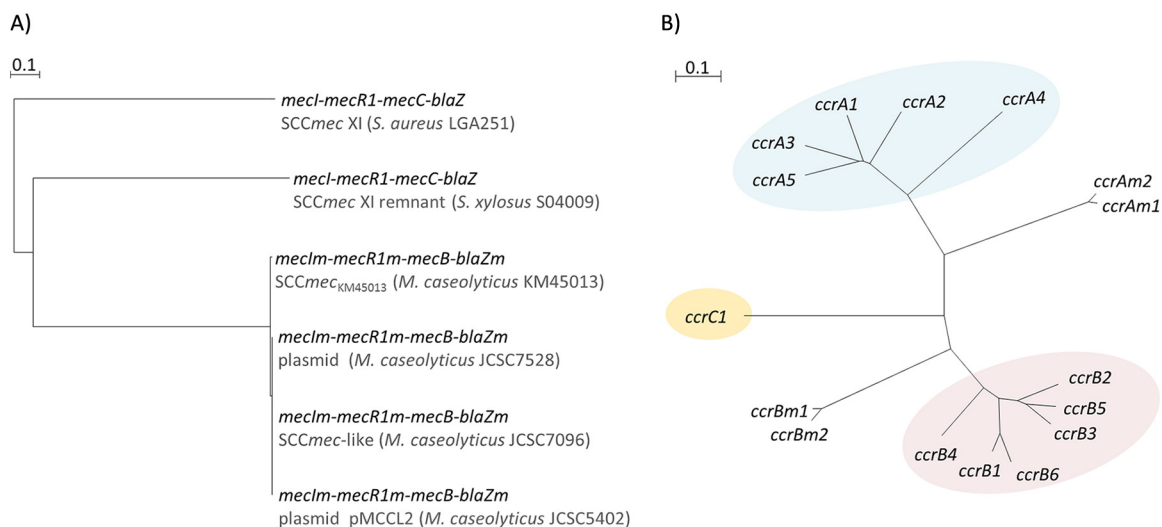 A)
0.1
mecI-mecR1-mecC-blaZ
SCCmec XI (S. aureus LGA251)
mecI-mecR1-mecC-blaZ
SCCmec XI remnant (S. xylosus S04009)
mecIm-mecR1m-mecB-blaZm
SCCmecKM45013 (M. caseolyticus KM45013)
mecIm-mecR1m-mecB-blaZm
plasmid (M. caseolyticus JCSC7528)
mecIm-mecR1m-mecB-blaZm
SCCmec-like (M. caseolyticus JCSC7096)
mecIm-mecR1m-mecB-blaZm
plasmid pMCCL2 (M. caseolyticus JCSC5402)
B)
0.1
ccrA1
ccrA2
ccrA4
ccrA3
ccrA5
ccrAm2
ccrAm1
ccrC1
ccrB2
ccrBm1
ccrB5
ccrBm2
ccrB3
ccrB4
ccrB1
ccrB6